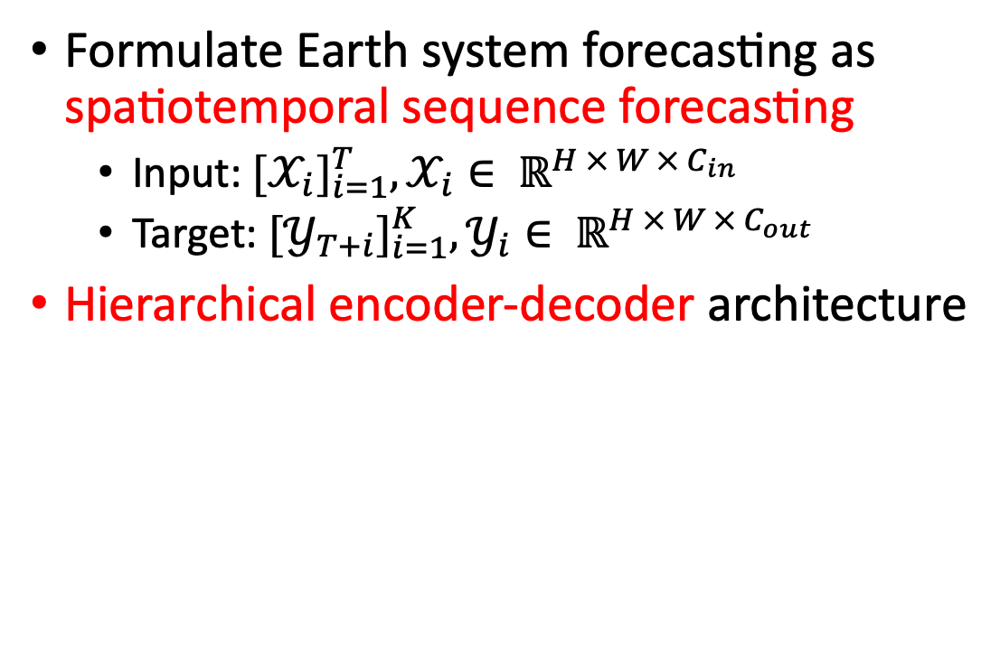 • Formulate Earth system forecasting as
spatiotemporal sequence forecasting
• Input: $[\mathcal{X}_i]_{i=1}^{T}, \mathcal{X}_i \in \mathbb{R}^{H \times W \times C_{in}}$
• Target: $[\mathcal{Y}_{T+i}]_{i=1}^{K}, \mathcal{Y}_i \in \mathbb{R}^{H \times W \times C_{out}}$
• Hierarchical encoder-decoder architecture